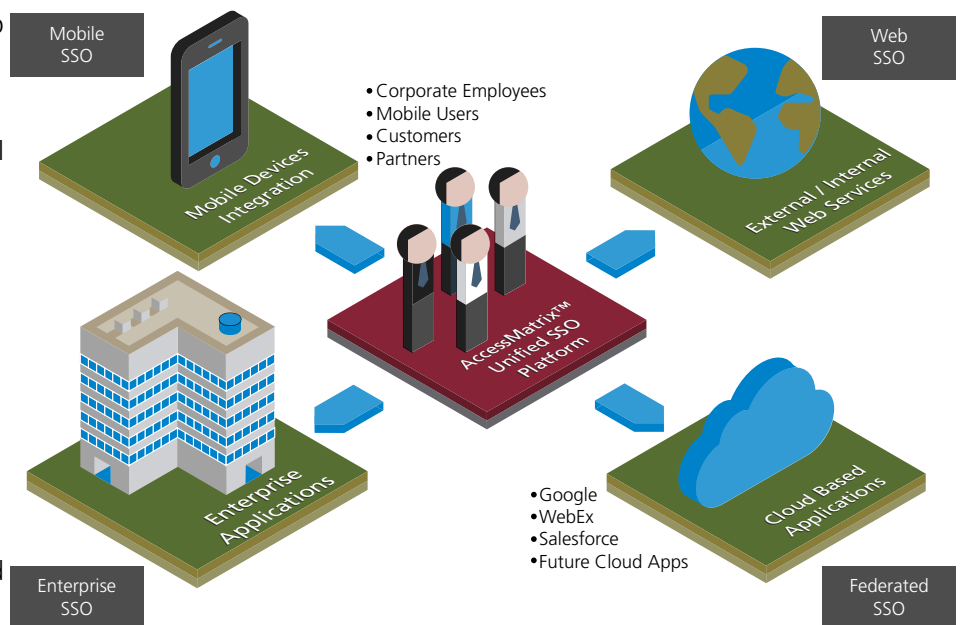 Mobile
SSO
Web
SSO
• Corporate Employees
• Mobile Users
• Customers
• Partners
Mobile Devices
Integration
External / Internal
Web Services
AccessMatrix™
Unified SSO
Platform
Enterprise
Applications
Cloud Based
Applications
• Google
• WebEx
• Salesforce
• Future Cloud Apps
Enterprise
SSO
Federated
SSO